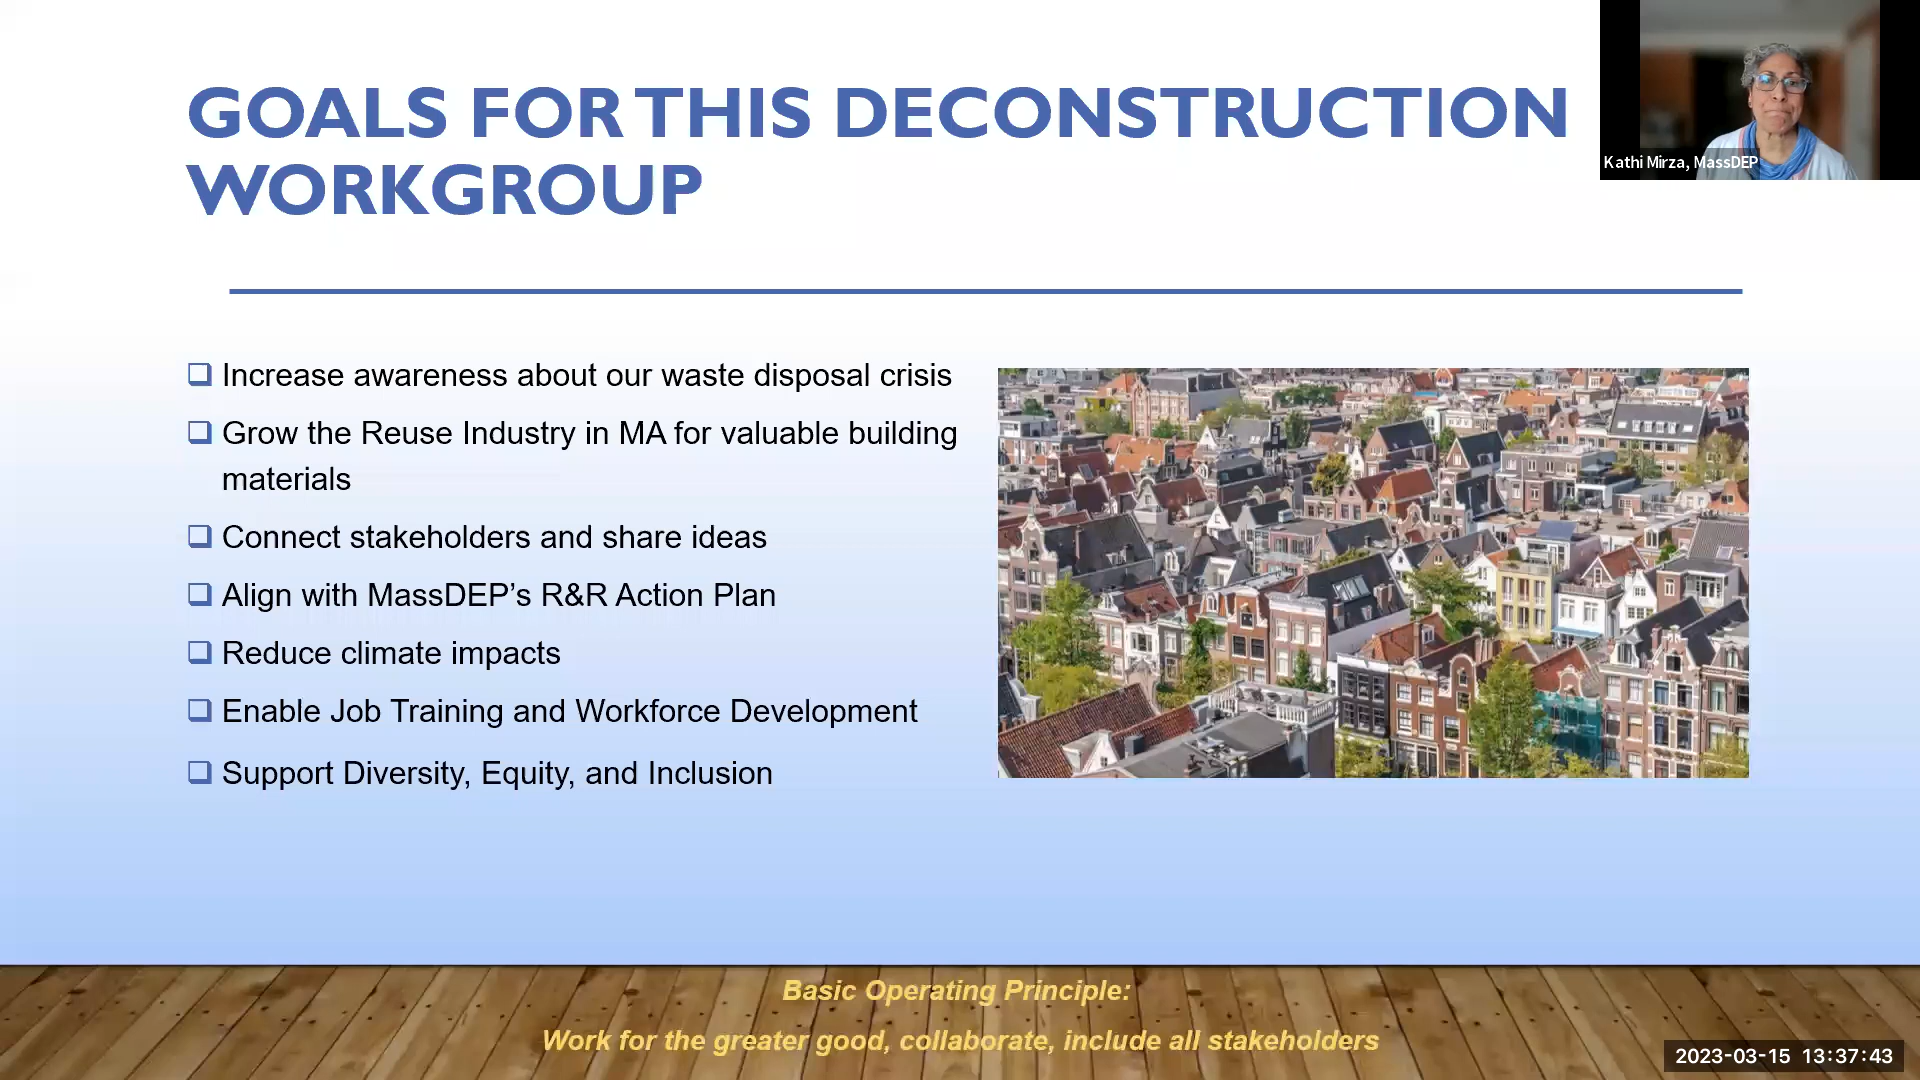 GOALS FOR THIS DECONSTRUCTION
WORKGROUP
Kathi Mirza, MassDEP
Increase awareness about our waste disposal crisis
Grow the Reuse Industry in MA for valuable building
materials
Connect stakeholders and share ideas
Align with MassDEP’s R&R Action Plan
Reduce climate impacts
Enable Job Training and Workforce Development
Support Diversity, Equity, and Inclusion
Basic Operating Principle:
Work for the greater good, collaborate, include all stakeholders
2023-03-15 13:37:43